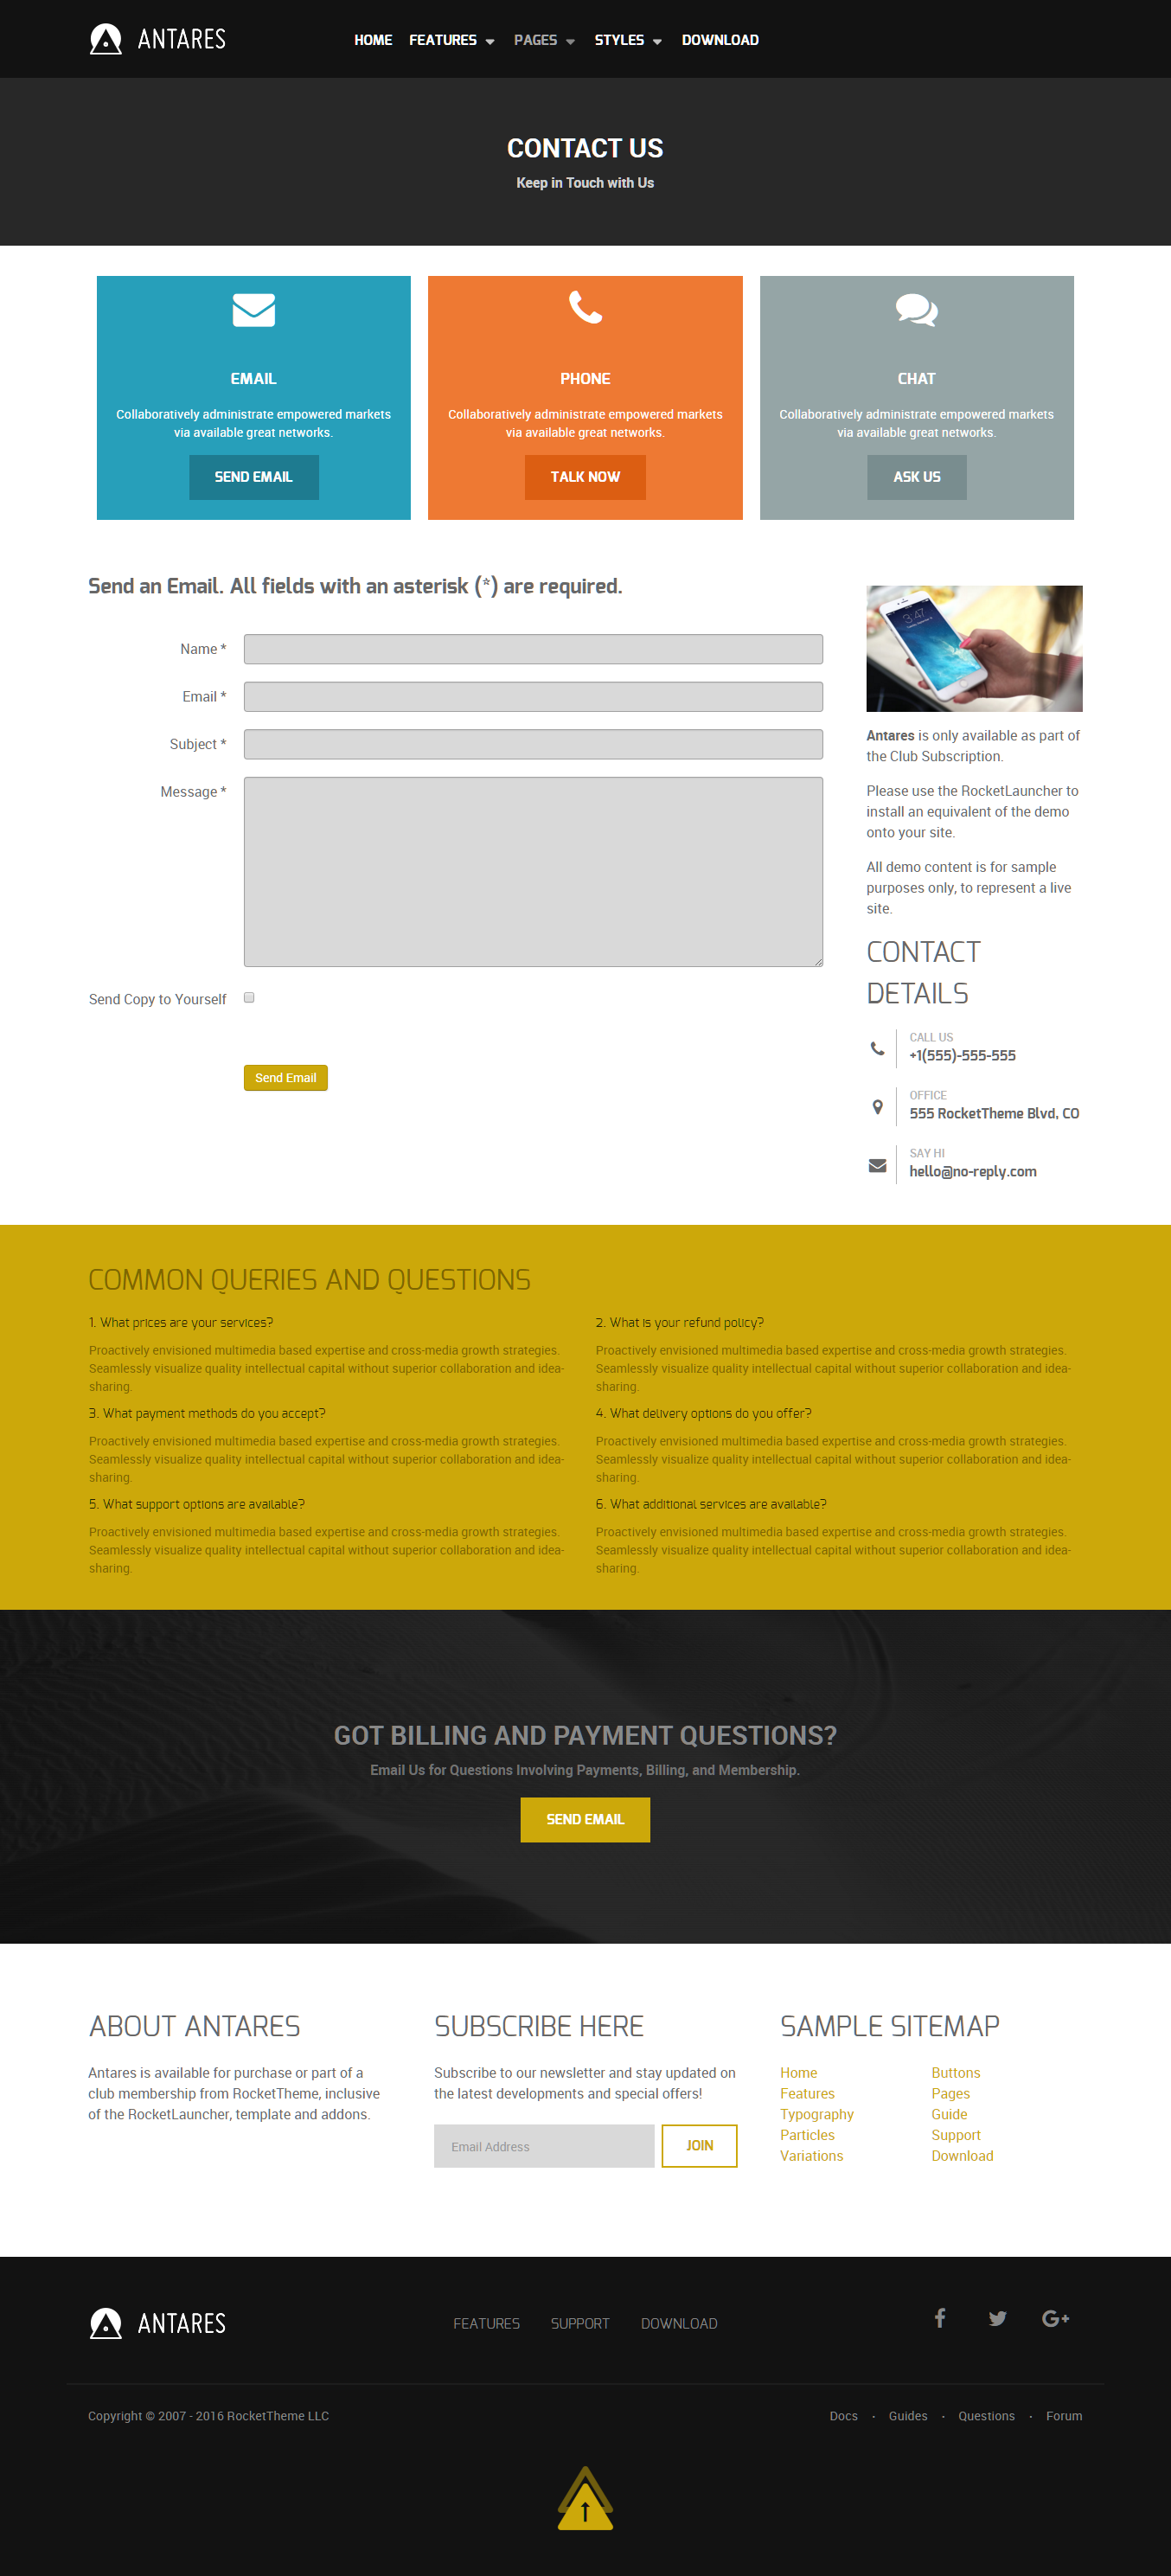 ANTARES
HOME FEATURES PAGES STYLES DOWNLOAD
CONTACT US
Keep in Touch with Us
EMAIL
Collaboratively administrate empowered markets
via available great networks.
SEND EMAIL
PHONE
Collaboratively administrate empowered markets
via available great networks.
TALK NOW
CHAT
Collaboratively administrate empowered markets
via available great networks.
ASK US
Send an Email. All fields with an asterisk (*) are required.
Name *
Email *
Subject *
Message *
Send Copy to Yourself
Send Email
3:47
Antares is only available as part of
the Club Subscription.
Please use the RocketLauncher to
install an equivalent of the demo
onto your site.
All demo content is for sample
purposes only, to represent a live
site.
CONTACT
DETAILS
CALL US
+1(555)-555-555
OFFICE
555 RocketTheme Blvd, CO
SAY HI
hello@no-reply.com
COMMON QUERIES AND QUESTIONS
1. What prices are your services?
Proactively envisioned multimedia based expertise and cross-media growth strategies.
Seamlessly visualize quality intellectual capital without superior collaboration and idea-
sharing.
2. What is your refund policy?
Proactively envisioned multimedia based expertise and cross-media growth strategies.
Seamlessly visualize quality intellectual capital without superior collaboration and idea-
sharing.
3. What payment methods do you accept?
Proactively envisioned multimedia based expertise and cross-media growth strategies.
Seamlessly visualize quality intellectual capital without superior collaboration and idea-
sharing.
4. What delivery options do you offer?
Proactively envisioned multimedia based expertise and cross-media growth strategies.
Seamlessly visualize quality intellectual capital without superior collaboration and idea-
sharing.
5. What support options are available?
Proactively envisioned multimedia based expertise and cross-media growth strategies.
Seamlessly visualize quality intellectual capital without superior collaboration and idea-
sharing.
6. What additional services are available?
Proactively envisioned multimedia based expertise and cross-media growth strategies.
Seamlessly visualize quality intellectual capital without superior collaboration and idea-
sharing.
GOT BILLING AND PAYMENT QUESTIONS?
Email Us for Questions Involving Payments, Billing, and Membership.
SEND EMAIL
ABOUT ANTARES
Antares is available for purchase or part of a
club membership from RocketTheme, inclusive
of the RocketLauncher, template and addons.
SUBSCRIBE HERE
Subscribe to our newsletter and stay updated on
the latest developments and special offers!
Email Address
JOIN
SAMPLE SITEMAP
Home
Features
Typography
Particles
Variations
Buttons
Pages
Guide
Support
Download
ANTARES
FEATURES SUPPORT DOWNLOAD
Copyright © 2007 - 2016 RocketTheme LLC
Docs · Guides · Questions · Forum